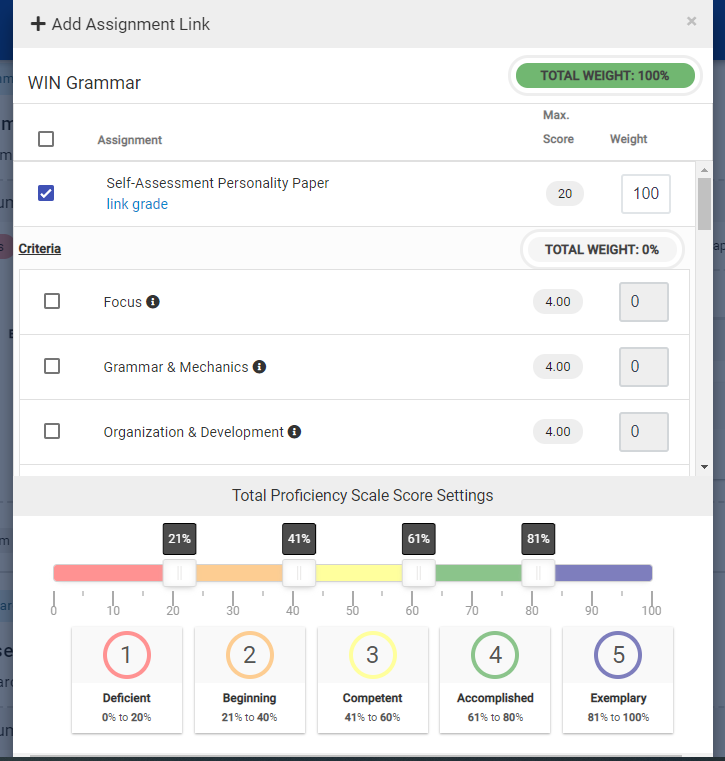 + Add Assignment Link ×
WIN Grammar
TOTAL WEIGHT: 100%
Assignment Max. Score Weight
Self-Assessment Personality Paper 20 100
link grade
Criteria TOTAL WEIGHT: 0%
Focus 4.00 0
Grammar & Mechanics 4.00 0
Organization & Development 4.00 0
Total Proficiency Scale Score Settings
21% 41% 61% 81%
0 10 20 30 40 50 60 70 80 90 100
1 2 3 4 5
Deficient Beginning Competent Accomplished Exemplary
0% to 20% 21% to 40% 41% to 60% 61% to 80% 81% to 100%